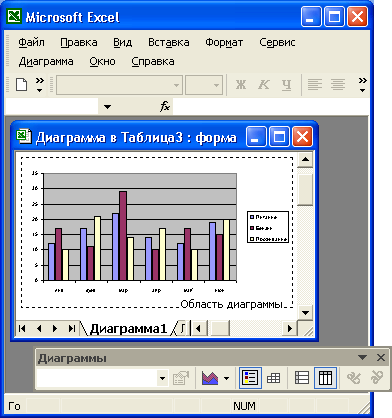 Microsoft Excel
Файл Правка Вид Вставка Формат Сервис
Диаграмма Окно Справка
Ж К Ч
fx
Диаграмма в Таблица3 : форма
35
30
25
20
15
10
5
0
янв фев мар апр май июн
Область диаграммы
Диаграмма1
Диаграммы
Го NUM